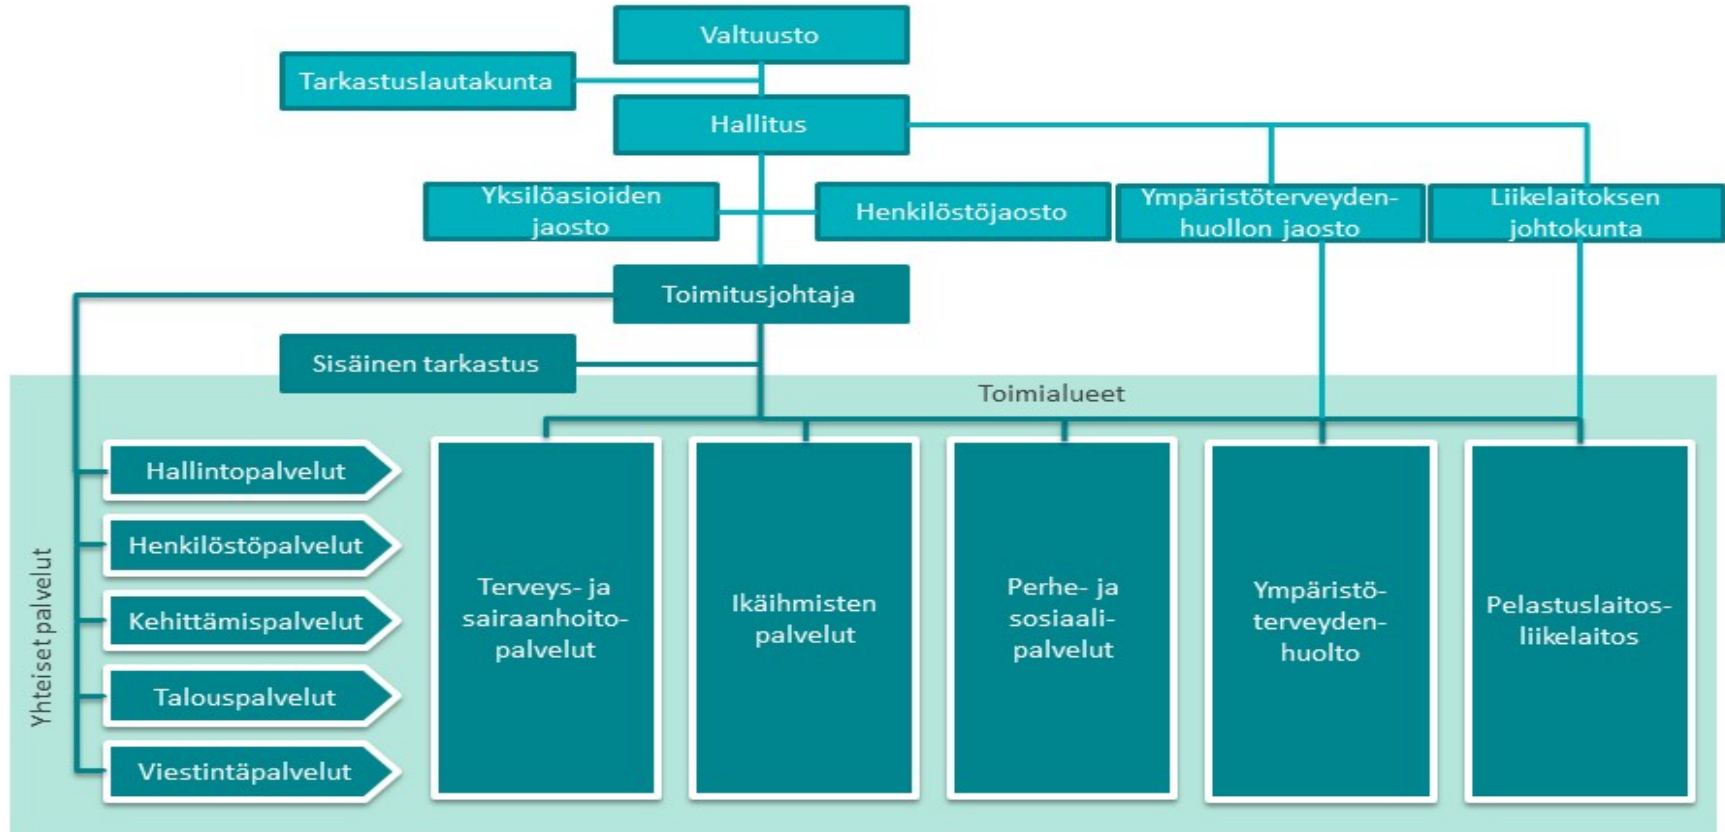 Valtuusto
Tarkastuslautakunta
Hallitus
Yksilöasioiden
jaosto
Henkilöstöjaosto
Ympäristöterveyden-
huollon jaosto
Liikelaitoksen
johtokunta
Toimitusjohtaja
Sisäinen tarkastus
Toimialueet
Yhteiset palvelut
Hallintopalvelut
Henkilöstöpalvelut
Kehittämispalvelut
Talouspalvelut
Viestintäpalvelut
Terveys- ja
sairaanhoito-
palvelut
Ikäihmisten
palvelut
Perhe- ja
sosiaali-
palvelut
Ympäristö-
terveyden-
huolto
Pelastuslaitos-
liikelaitos